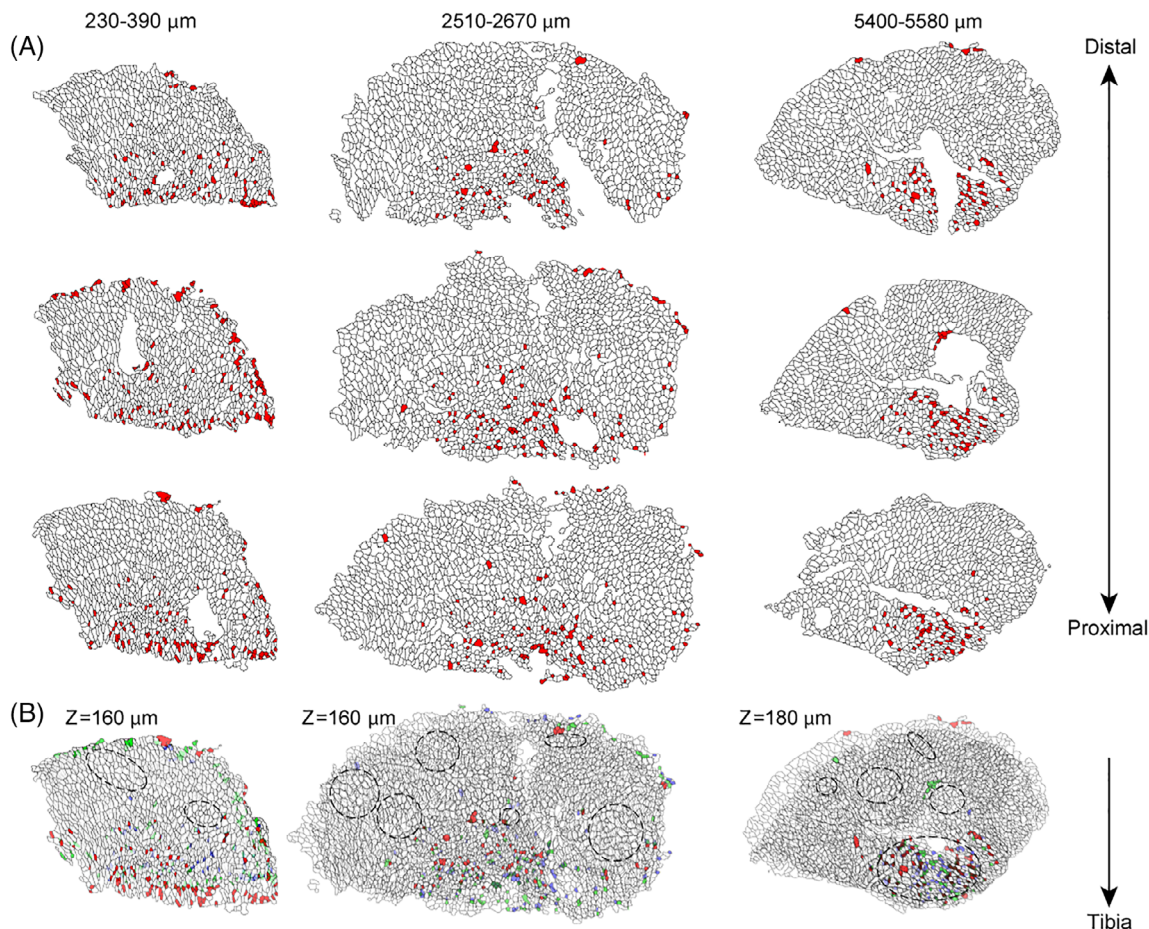 230-390 µm
2510-2670 µm
5400-5580 µm
(A)
Distal
Proximal
(B)
Z=160 µm
Z=160 µm
Z=180 µm
Tibia